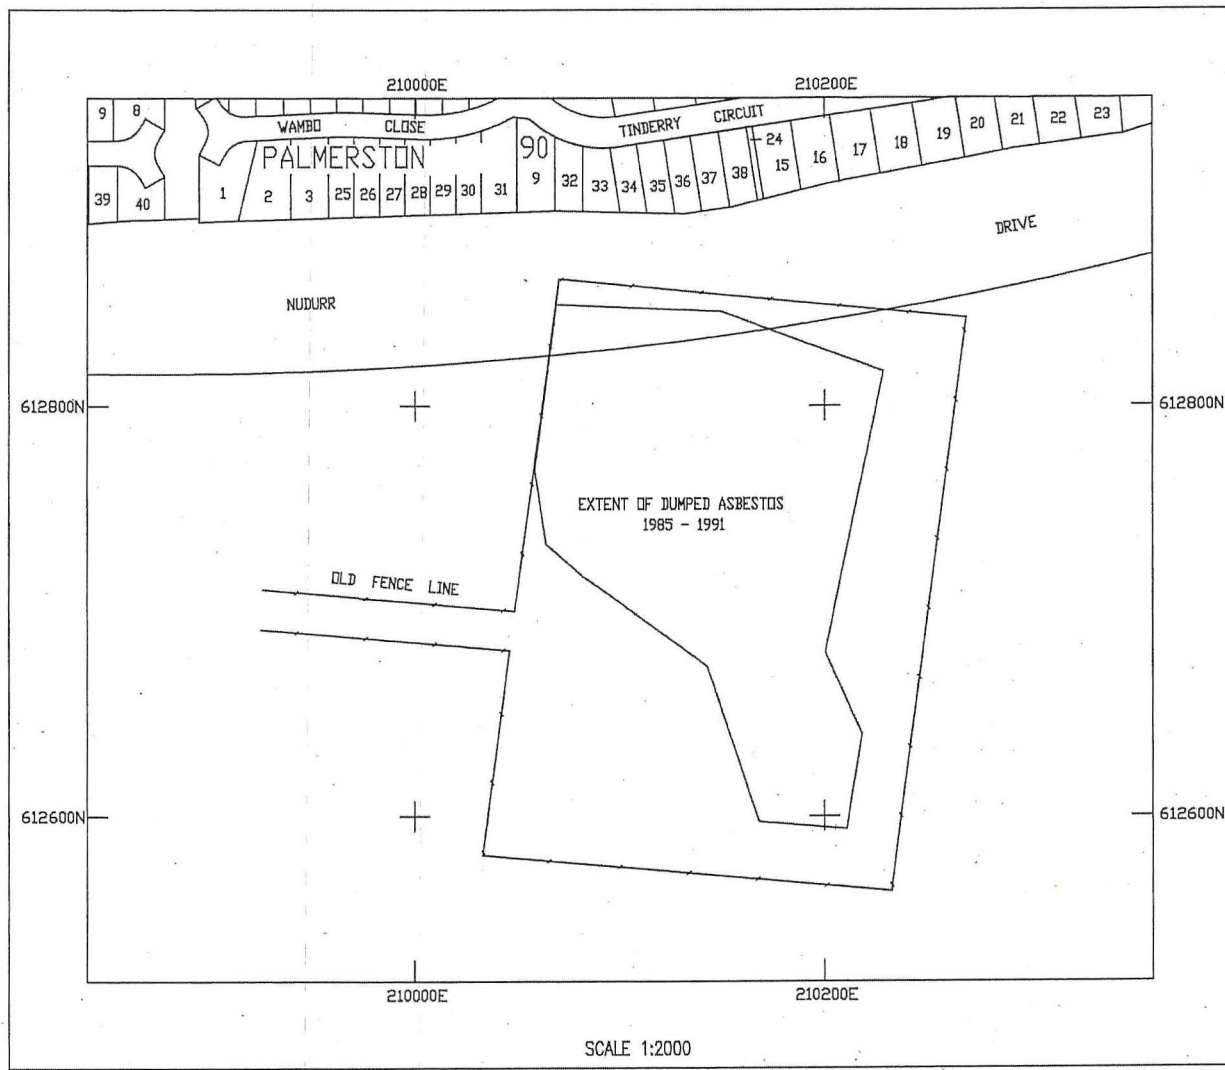 210000E 210200E
9 8
WAMBO CLOSE
TINDERRY CIRCUIT
PALMERSTON 90
39 40 1 2 3 25 26 27 28 29 30 31 9 32 33 34 35 36 37 38 24 15 16 17 18 19 20 21 22 23
DRIVE
NUDURR
612800N 612800N
EXTENT OF DUMPED ASBESTOS
1985 - 1991
OLD FENCE LINE
612600N 612600N
210000E 210200E
SCALE 1:2000